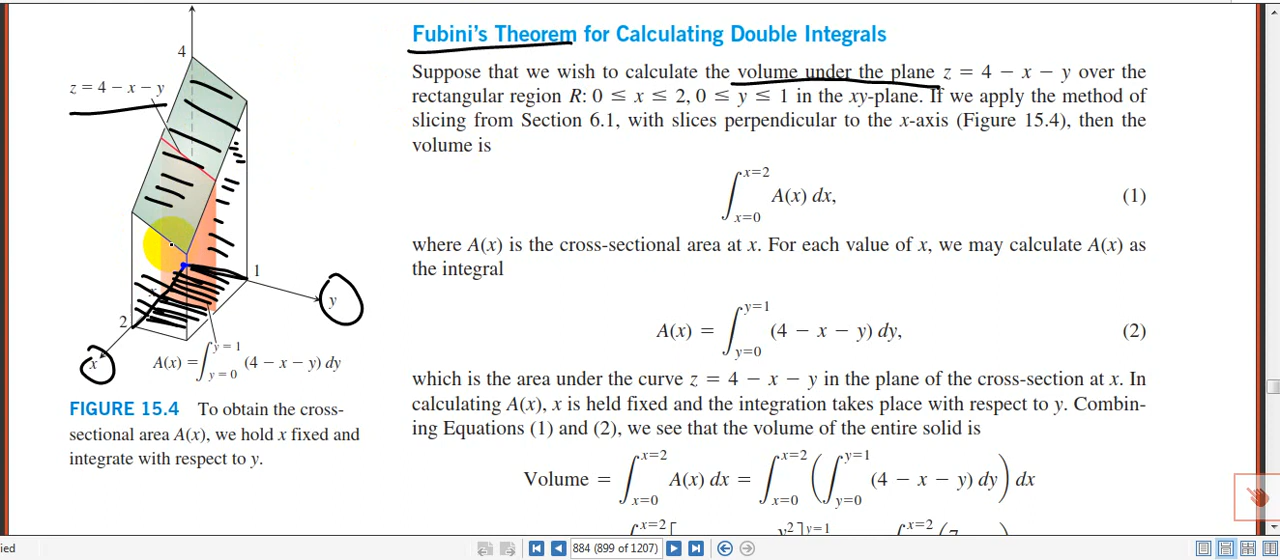 4
z = 4 − x − y
1
y
2
x
x
A(x) = ∫_{y = 0}^{y = 1} (4 − x − y) dy
FIGURE 15.4 To obtain the cross-
sectional area A(x), we hold x fixed and
integrate with respect to y.
Fubini's Theorem for Calculating Double Integrals
Suppose that we wish to calculate the volume under the plane z = 4 − x − y over the
rectangular region R: 0 ≤ x ≤ 2, 0 ≤ y ≤ 1 in the xy-plane. If we apply the method of
slicing from Section 6.1, with slices perpendicular to the x-axis (Figure 15.4), then the
volume is
∫_{x=0}^{x=2} A(x) dx, (1)
where A(x) is the cross-sectional area at x. For each value of x, we may calculate A(x) as
the integral
A(x) = ∫_{y=0}^{y=1} (4 − x − y) dy, (2)
which is the area under the curve z = 4 − x − y in the plane of the cross-section at x. In
calculating A(x), x is held fixed and the integration takes place with respect to y. Combin-
ing Equations (1) and (2), we see that the volume of the entire solid is
Volume = ∫_{x=0}^{x=2} A(x) dx = ∫_{x=0}^{x=2} (∫_{y=0}^{y=1} (4 − x − y) dy) dx
ied
884 (899 of 1207)